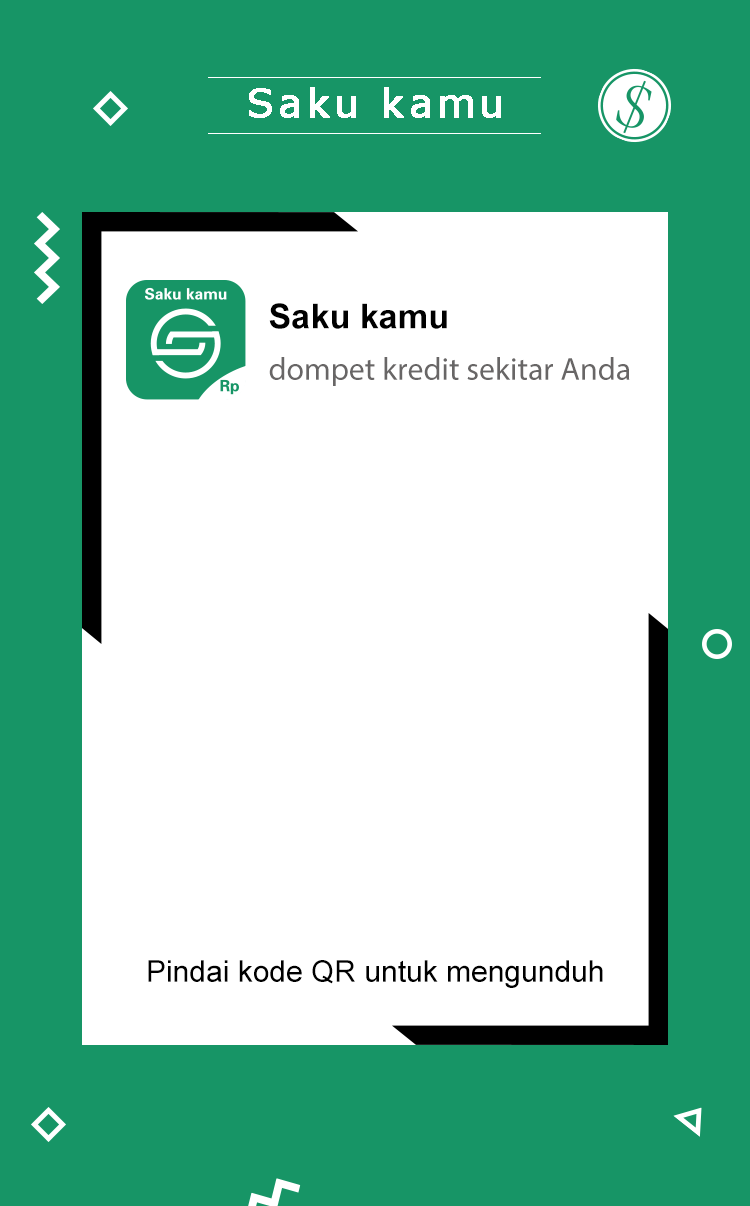 Saku kamu
$
Saku kamu
Rp
Saku kamu
dompet kredit sekitar Anda
Pindai kode QR untuk mengunduh